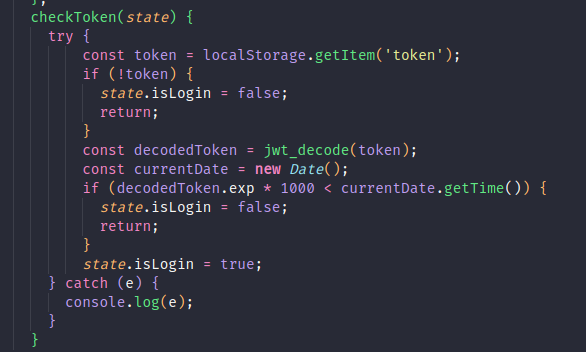 },
checkToken(state) {
try {
const token = localStorage.getItem('token');
if (!token) {
state.isLogin = false;
return;
}
const decodedToken = jwt_decode(token);
const currentDate = new Date();
if (decodedToken.exp * 1000 < currentDate.getTime()) {
state.isLogin = false;
return;
}
state.isLogin = true;
} catch (e) {
console.log(e);
}
}